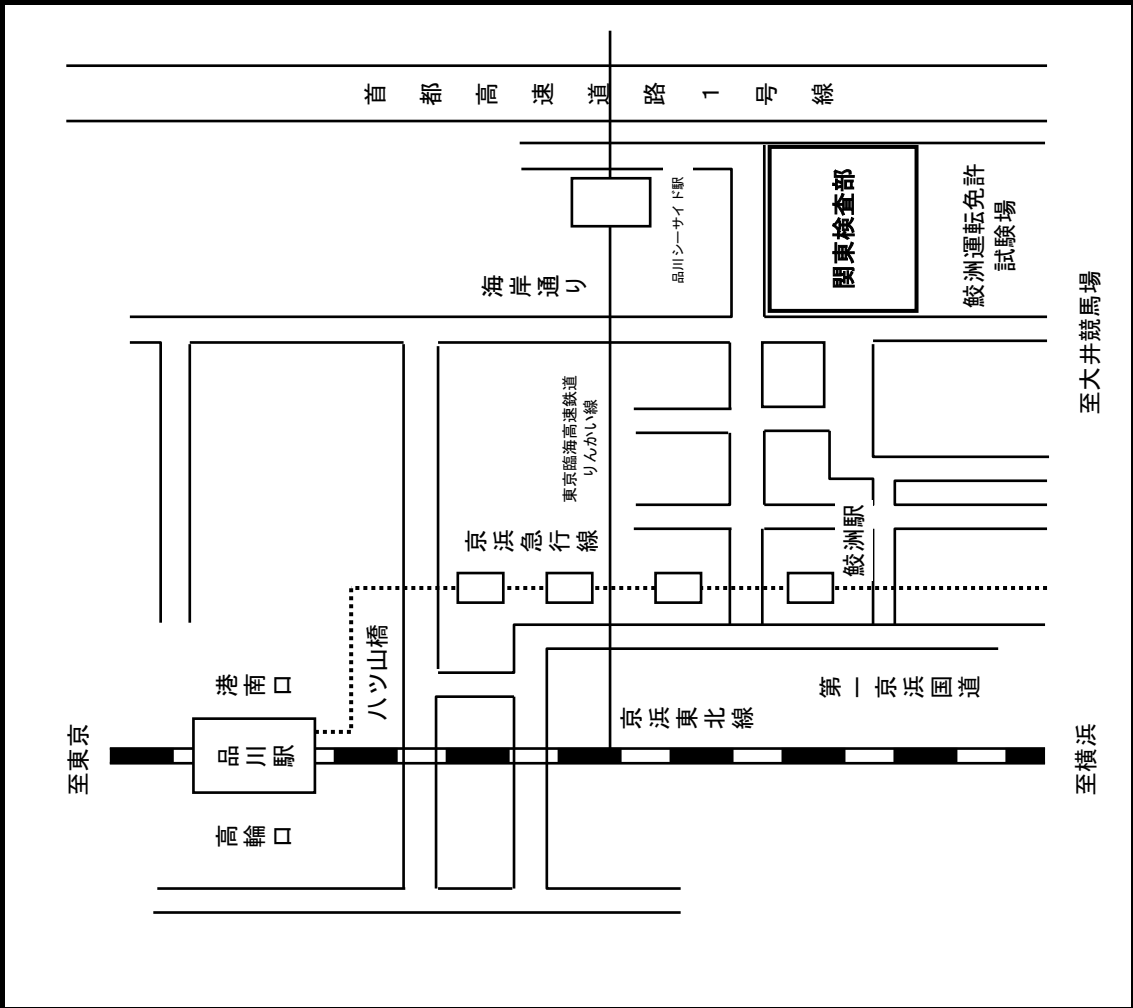 首都高速道路１号線
品川シーサイド駅
関東検査部
鮫洲運転免許
試験場
海岸通り
至大井競馬場
東京臨海高速鉄道
りんかい線
京浜急行線
鮫洲駅
八ツ山橋
港南口
第一京浜国道
京浜東北線
至東京
品川駅
至横浜
高輪口